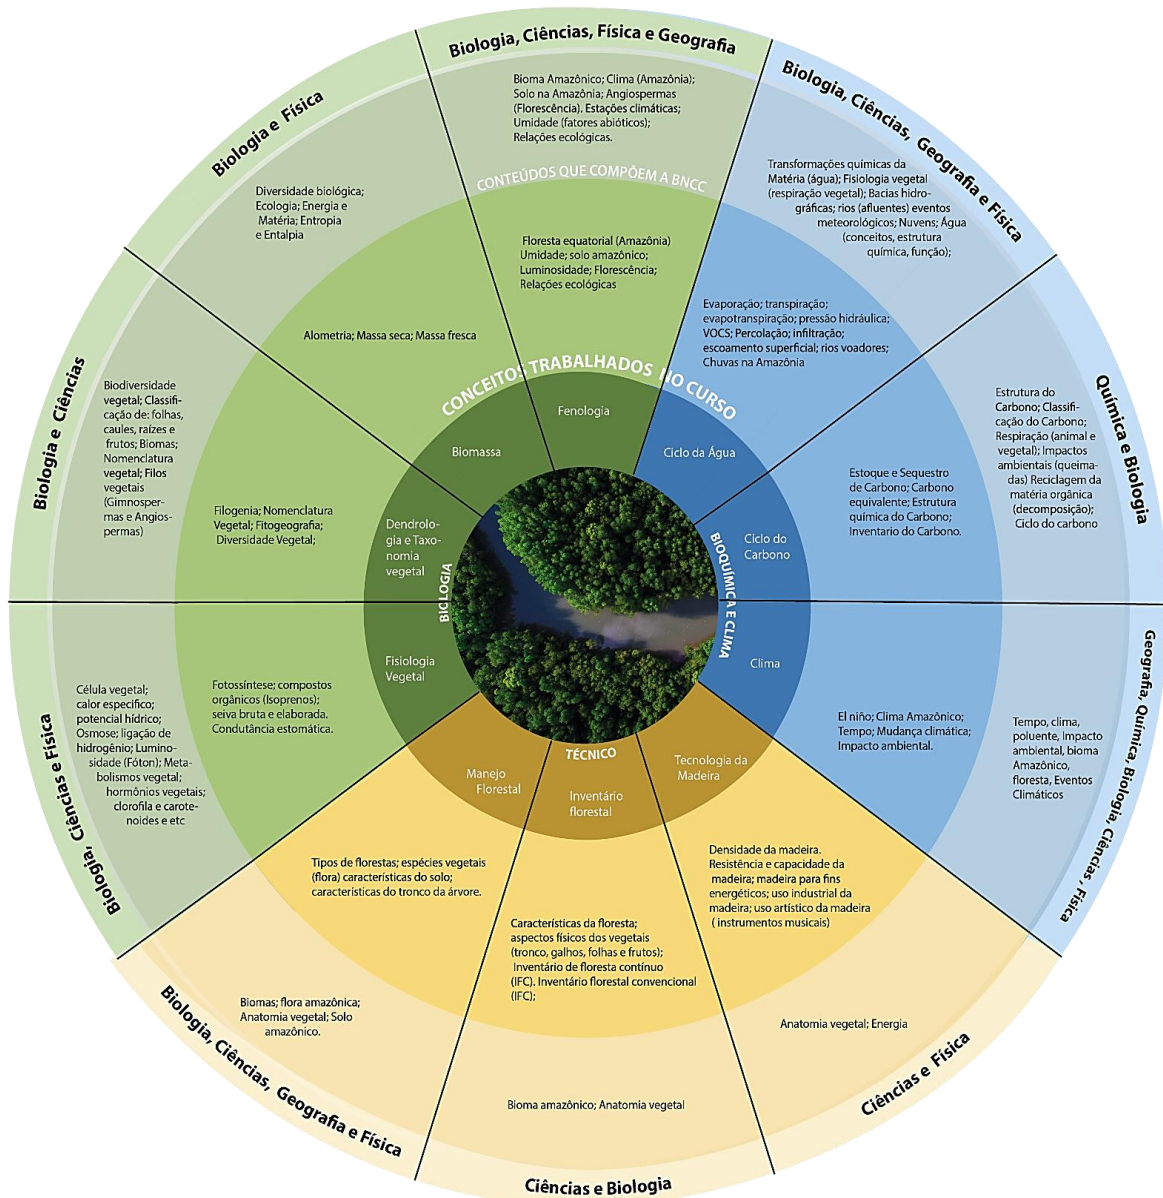 Biologia, Ciências, Física e Geografia
Bioma Amazônico; Clima (Amazônia);
Solo na Amazônia; Angiospermas
(Florescência). Estações climáticas;
Umidade (fatores abióticos);
Relações ecológicas.
CONTEÚDOS QUE COMPÕEM A BNCC
Floresta equatorial (Amazônia)
Umidade; solo amazônico;
Luminosidade; Florescência;
Relações ecológicas
CONCEITOS TRABALHADOS NO CURSO
Fenologia
Biologia, Ciências, Geografia e Física
Transformações químicas da
Matéria (água); Fisiologia vegetal
(respiração vegetal); Bacias hidro-
gráficas; rios (afluentes) eventos
meteorológicos; Nuvens; Água
(conceitos, estrutura
química, função);
Evaporação; transpiração;
evapotranspiração; pressão hidráulica;
VOCS; Percolação; infiltração;
escoamento superficial; rios voadores;
Chuvas na Amazônia
Ciclo da Água
Química e Biologia
Estrutura do
Carbono; Classifi-
cação do Carbono;
Respiração (animal e
vegetal); Impactos
ambientais (queima-
das) Reciclagem da
matéria orgânica
(decomposição);
Ciclo do carbono
Estoque e Sequestro
de Carbono; Carbono
equivalente; Estrutura
química do Carbono;
Inventario do Carbono.
Ciclo do
Carbono
BIOQUÍMICA E CLIMA
Geografia, Química, Biologia, Ciências, Física
Tempo, clima,
poluente, Impacto
ambiental, bioma
Amazônico,
floresta, Eventos
Climáticos
El niño; Clima Amazônico;
Tempo; Mudança climática;
Impacto ambiental.
Clima
Ciências e Física
Anatomia vegetal; Energia
Densidade da madeira.
Resistência e capacidade da
madeira; madeira para fins
energéticos; uso industrial da
madeira; uso artístico da madeira
( instrumentos musicais)
Tecnologia da
Madeira
TÉCNICO
Ciências e Biologia
Bioma amazônico; Anatomia vegetal
Características da floresta;
aspectos físicos dos vegetais
(tronco, galhos, folhas e frutos);
Inventário de floresta contínuo
(IFC). Inventário florestal convencional
(IFC);
Inventário
florestal
Biologia, Ciências, Geografia e Física
Biomas; flora amazônica;
Anatomia vegetal; Solo
amazônico.
Tipos de florestas; espécies vegetais
(flora) características do solo;
características do tronco da árvore.
Manejo
Florestal
Biologia, Ciências e Física
Célula vegetal;
calor especifico;
potencial hídrico;
Osmose; ligação de
hidrogênio; Lumino-
sidade (Fóton); Meta-
bolismos vegetal;
hormônios vegetais;
clorofila e carote-
noides e etc
Fotossíntese; compostos
orgânicos (Isoprenos);
seiva bruta e elaborada.
Condutância estomática.
Fisiologia
Vegetal
BIOLOGIA
Biologia e Ciências
Biodiversidade
vegetal; Classifi-
cação de: folhas,
caules, raízes e
frutos; Biomas;
Nomenclatura
vegetal; Filos
vegetais
(Gimnosper-
mas e Angios-
permas)
Filogenia; Nomenclatura
Vegetal; Fitogeografia;
Diversidade Vegetal;
Dendrolo-
gia e Taxo-
nomia
vegetal
Biologia e Física
Diversidade biológica;
Ecologia; Energia e
Matéria; Entropia
e Entalpia
Alometria; Massa seca; Massa fresca
Biomassa